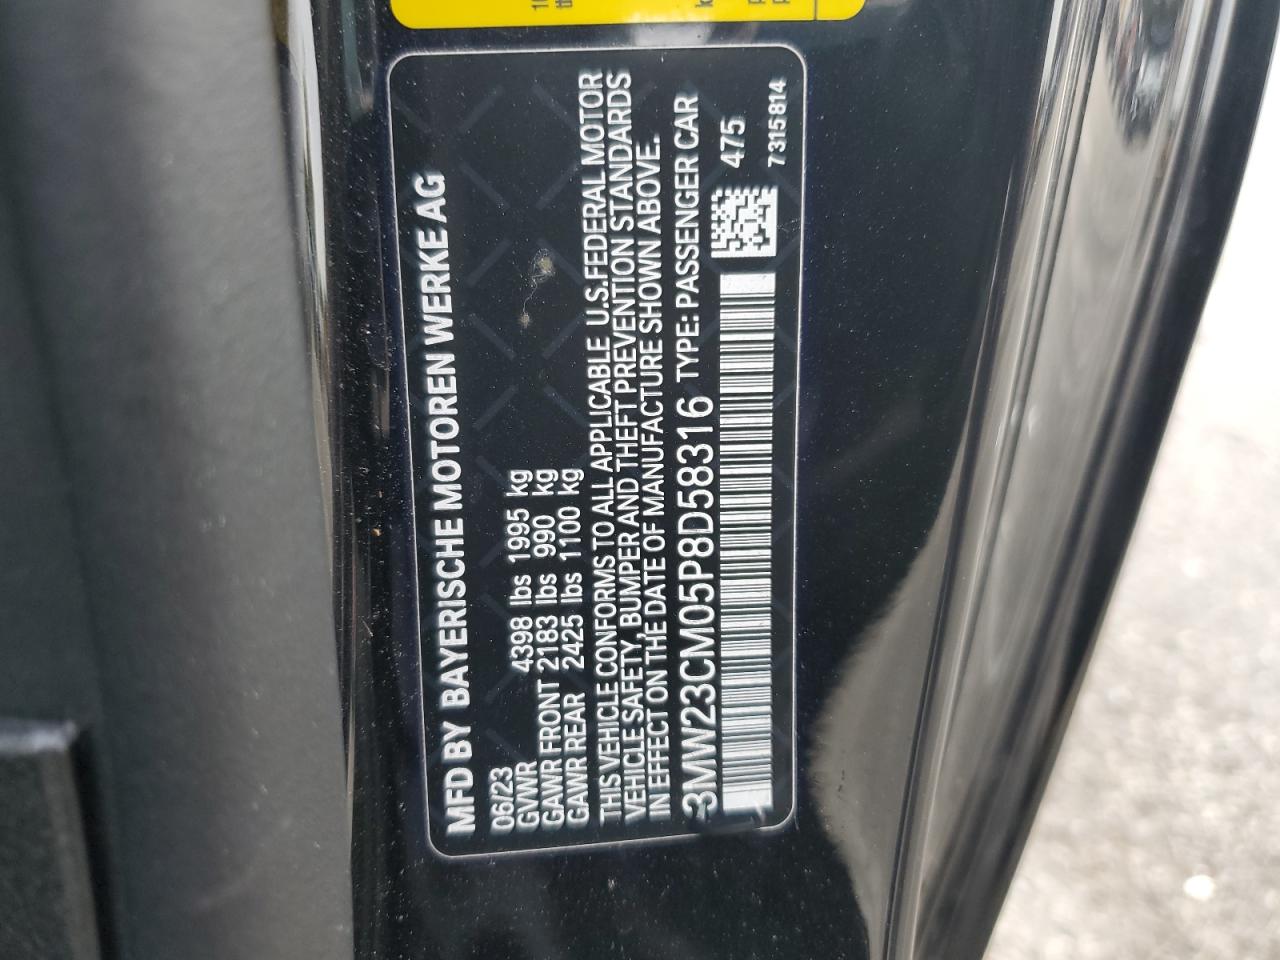 MFD BY BAYERISCHE MOTOREN WERKE AG
06/23
GVWR 4398 lbs 1995 kg
GAWR FRONT 2183 lbs 990 kg
GAWR REAR 2425 lbs 1100 kg
THIS VEHICLE CONFORMS TO ALL APPLICABLE U.S.FEDERAL MOTOR
VEHICLE SAFETY, BUMPER AND THEFT PREVENTION STANDARDS
IN EFFECT ON THE DATE OF MANUFACTURE SHOWN ABOVE.
3MW23CM05P8D58316 TYPE: PASSENGER CAR
475
7315814